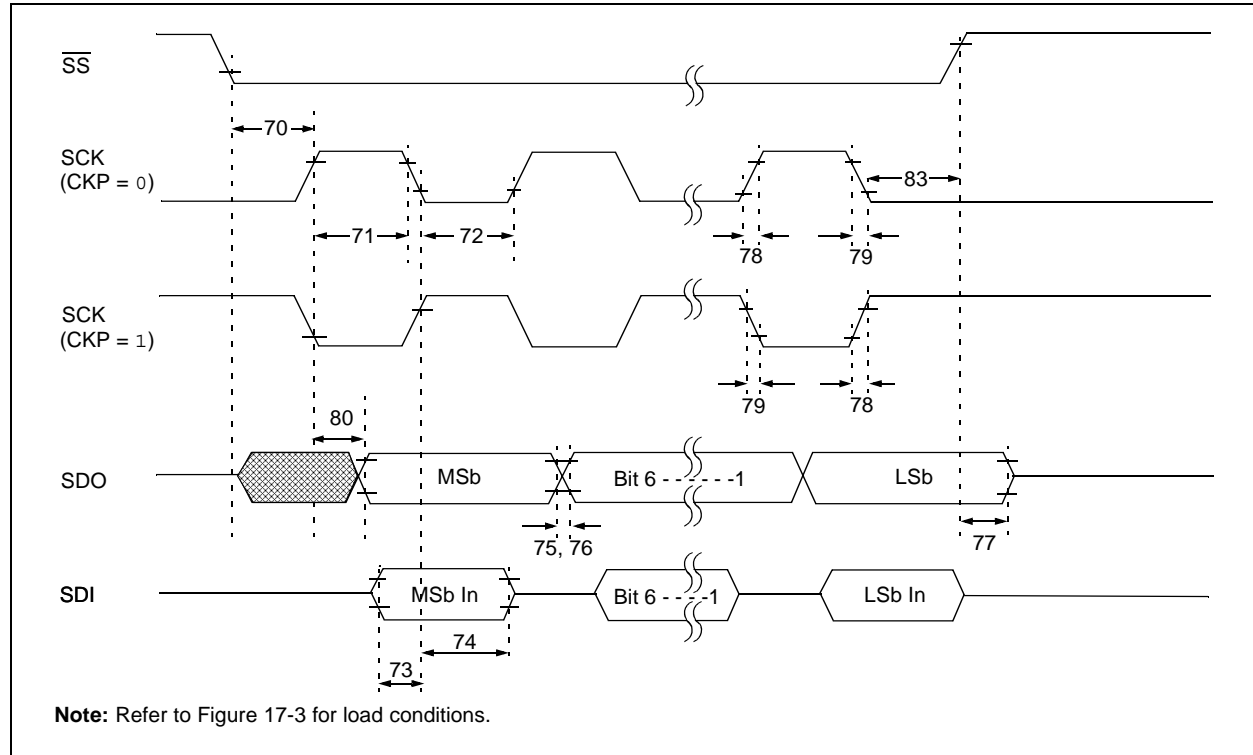 SS
70
SCK
(CKP = 0)
83
71
72
78
79
SCK
(CKP = 1)
79
78
80
SDO
MSb
Bit 6 - - - - - -1
LSb
75, 76
77
SDI
MSb In
Bit 6 - - - -1
LSb In
74
73
Note: Refer to Figure 17-3 for load conditions.